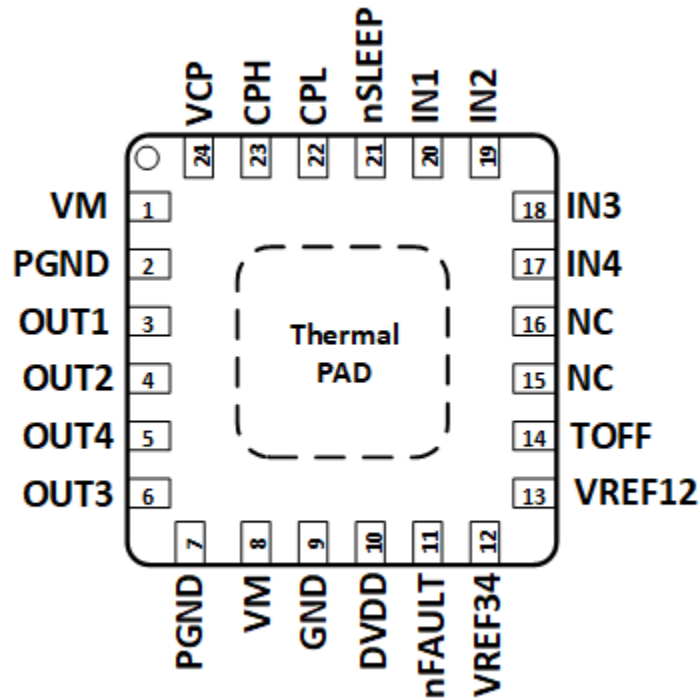 VCP
CPH
CPL
nSLEEP
IN1
IN2
24
23
22
21
20
19
VM 1
18 IN3
PGND 2
17 IN4
OUT1 3
16 NC
OUT2 4
15 NC
OUT4 5
14 TOFF
OUT3 6
13 VREF12
Thermal
PAD
7
8
9
10
11
12
PGND
VM
GND
DVDD
nFAULT
VREF34